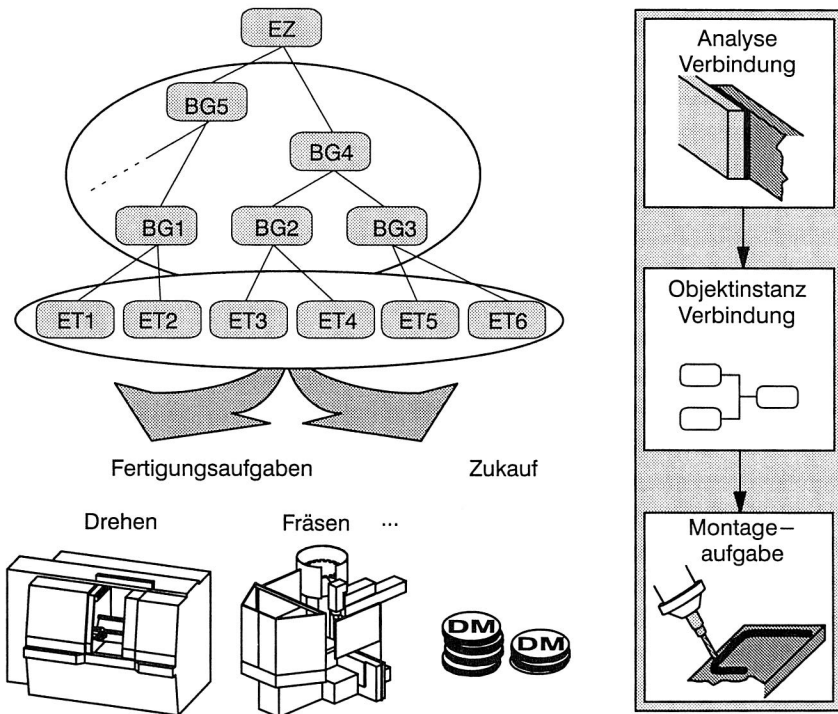 EZ
BG5
BG4
BG1
BG2
BG3
ET1
ET2
ET3
ET4
ET5
ET6
Fertigungsaufgaben
Zukauf
Drehen
Fräsen
...
DM
DM
Analyse
Verbindung
Objektinstanz
Verbindung
Montage–
aufgabe